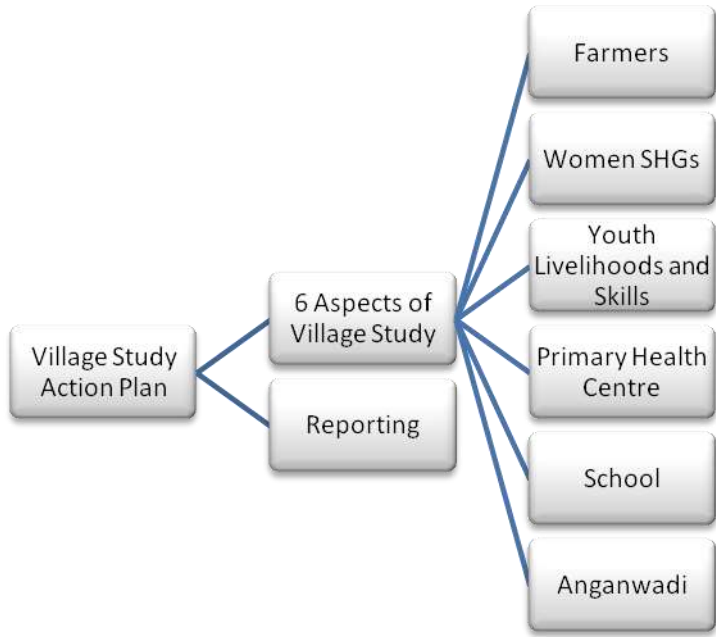 Village Study
Action Plan
6 Aspects of
Village Study
Reporting
Farmers
Women SHGs
Youth
Livelihoods and
Skills
Primary Health
Centre
School
Anganwadi